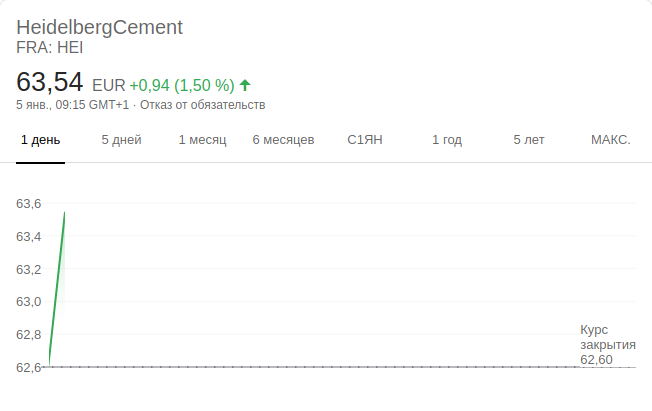 HeidelbergCement
FRA: HEI
63,54 EUR +0,94 (1,50 %)
5 янв., 09:15 GMT+1 · Отказ от обязательств
1 день 5 дней 1 месяц 6 месяцев С1ЯН 1 год 5 лет МАКС.
63,6
63,4
63,2
63,0
62,8
62,6
Курс
закрытия
62,60